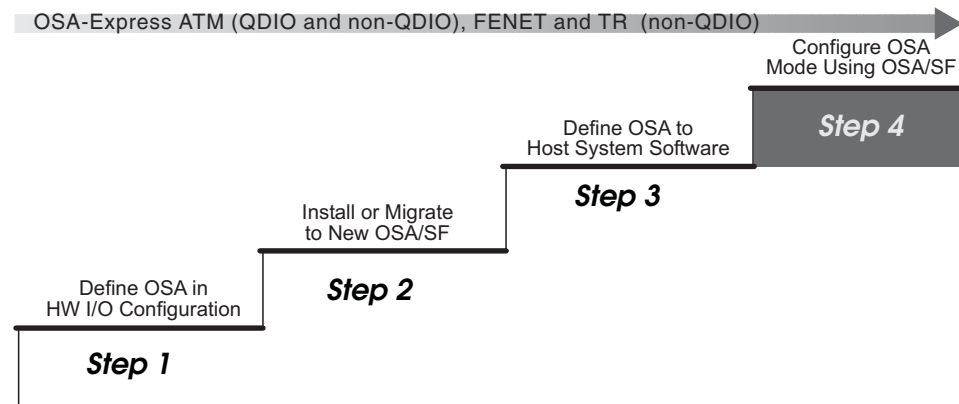 OSA-Express ATM (QDIO and non-QDIO), FENET and TR (non-QDIO)
Configure OSA
Mode Using OSA/SF
Step 4
Define OSA to
Host System Software
Step 3
Install or Migrate
to New OSA/SF
Step 2
Define OSA in
HW I/O Configuration
Step 1